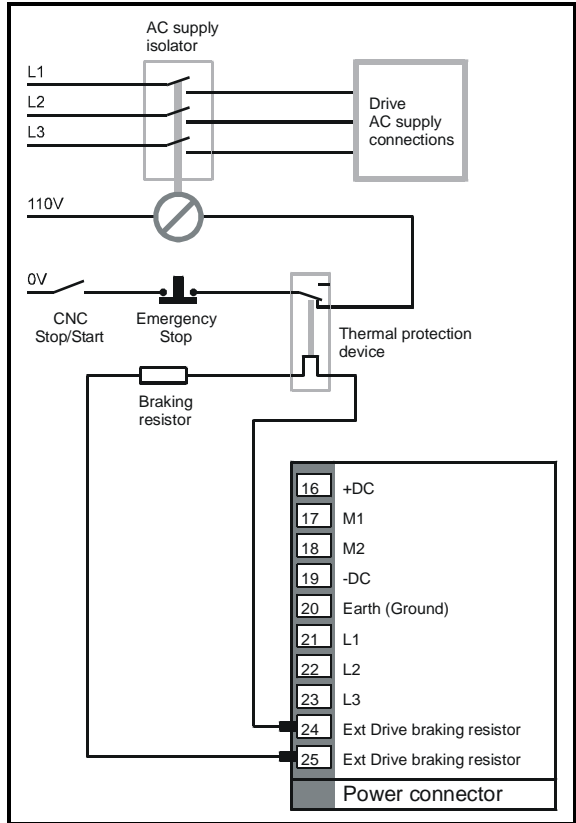 AC supply
isolator
L1
L2
L3
Drive
AC supply
connections
110V
0V
CNC
Stop/Start
Emergency
Stop
Thermal protection
device
Braking
resistor
16 +DC
17 M1
18 M2
19 -DC
20 Earth (Ground)
21 L1
22 L2
23 L3
24 Ext Drive braking resistor
25 Ext Drive braking resistor
Power connector